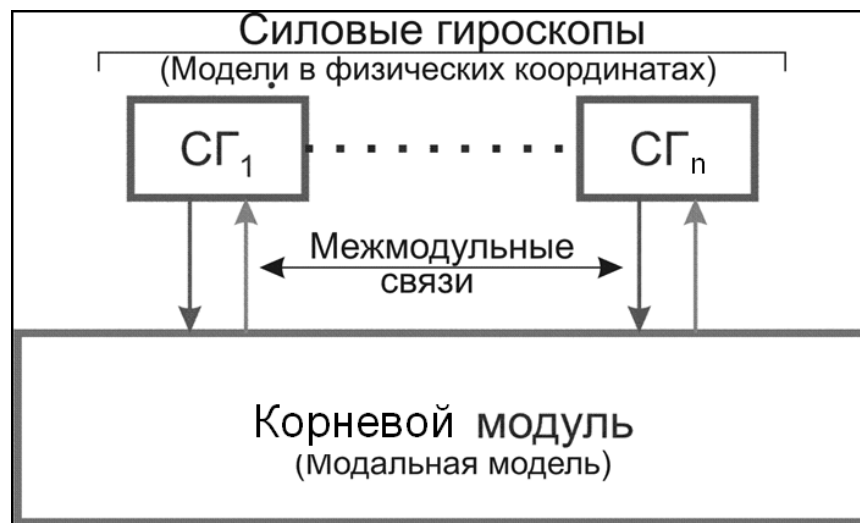 Силовые гироскопы
(Модели в физических координатах)
СГ1 ......... СГn
Межмодульные
связи
Корневой модуль
(Модальная модель)